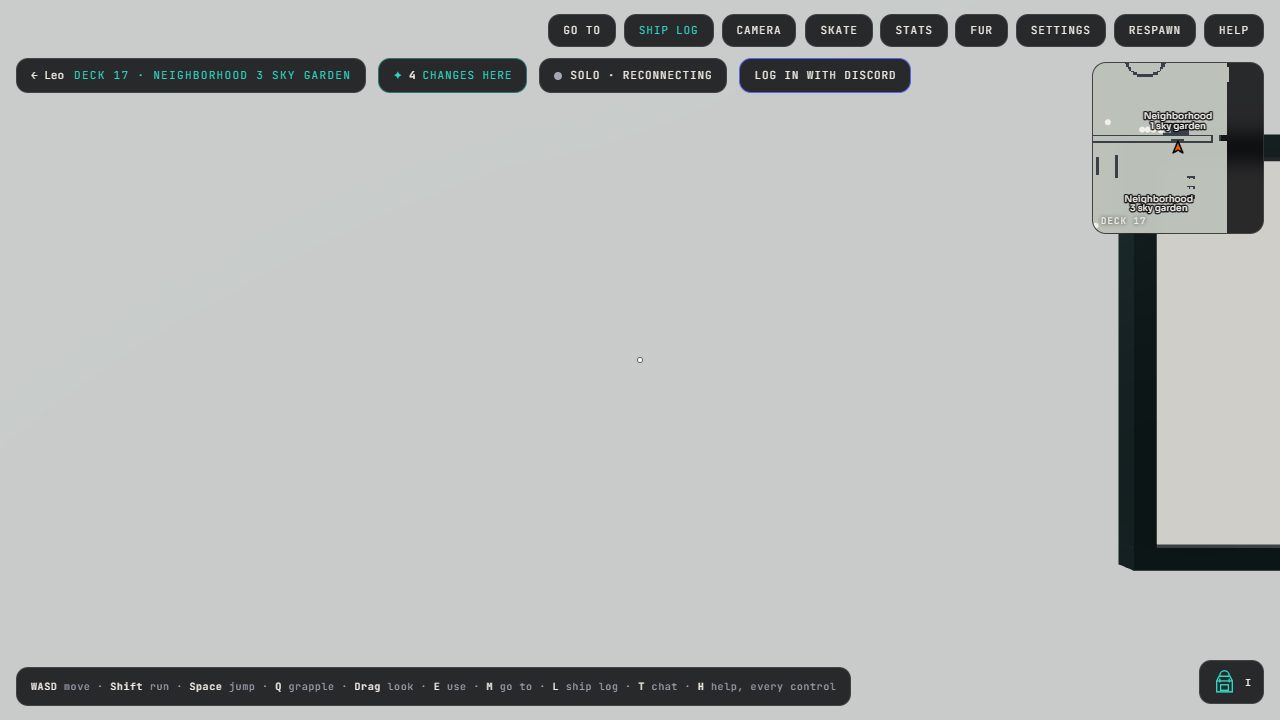 GO TO
SHIP LOG
CAMERA
SKATE
STATS
FUR
SETTINGS
RESPAWN
HELP
← Leo DECK 17 · NEIGHBORHOOD 3 SKY GARDEN
✦ 4 CHANGES HERE
SOLO · RECONNECTING
LOG IN WITH DISCORD
Neighborhood
1 sky garden
Neighborhood
3 sky garden
DECK 17
WASD move · Shift run · Space jump · Q grapple · Drag look · E use · M go to · L ship log · T chat · H help, every control
I